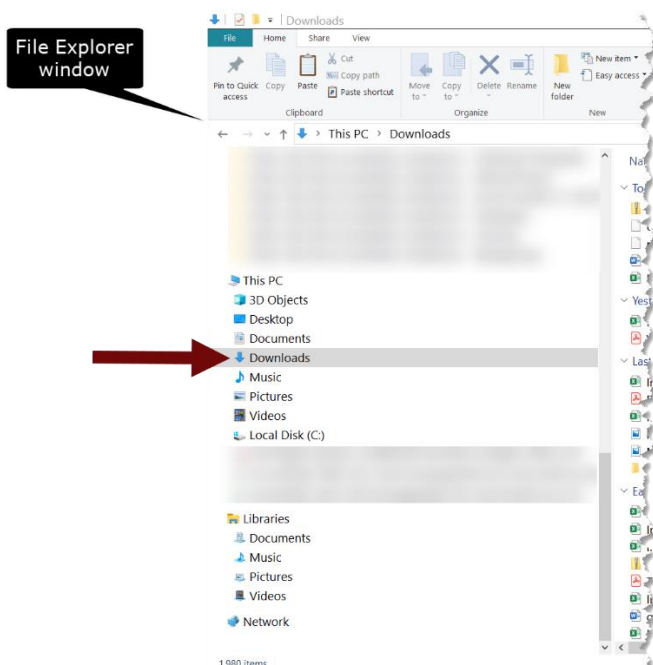 Downloads
File Explorer
window
File Home Share View
Pin to Quick
access
Copy
Paste
Cut
Copy path
Paste shortcut
Move
to
Copy
to
Delete
Rename
New
folder
New item
Easy access
Clipboard Organize New
This PC > Downloads
This PC
3D Objects
Desktop
Documents
Downloads
Music
Pictures
Videos
Local Disk (C:)
Libraries
Documents
Music
Pictures
Videos
Network
1,980 items